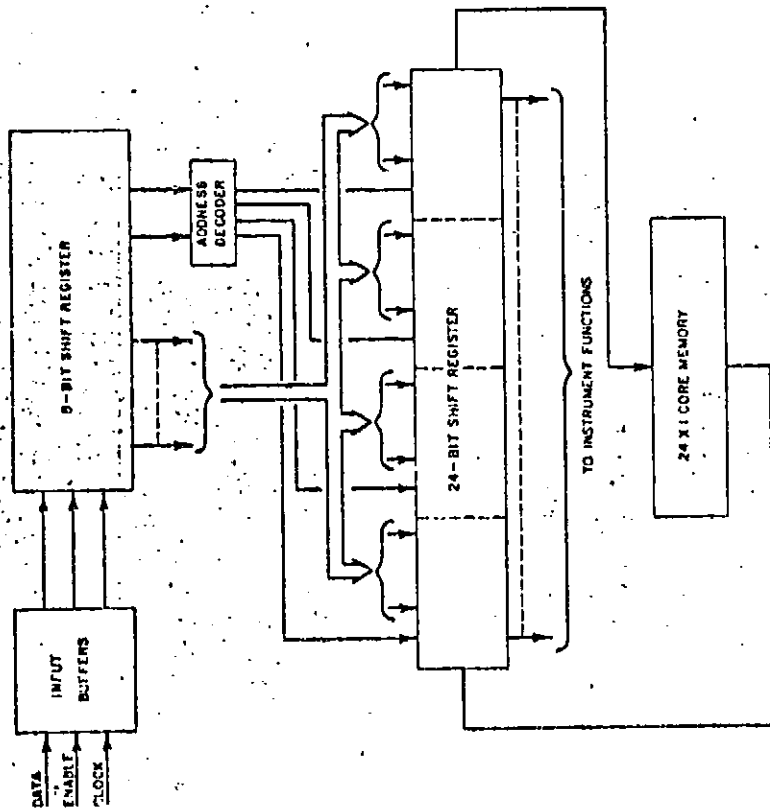 DATA
ENABLE
CLOCK
INPUT
BUFFERS
8-BIT SHIFT REGISTER
ADDRESS
DECODER
24-BIT SHIFT REGISTER
TO INSTRUMENT FUNCTIONS
24 X 1 CORE MEMORY